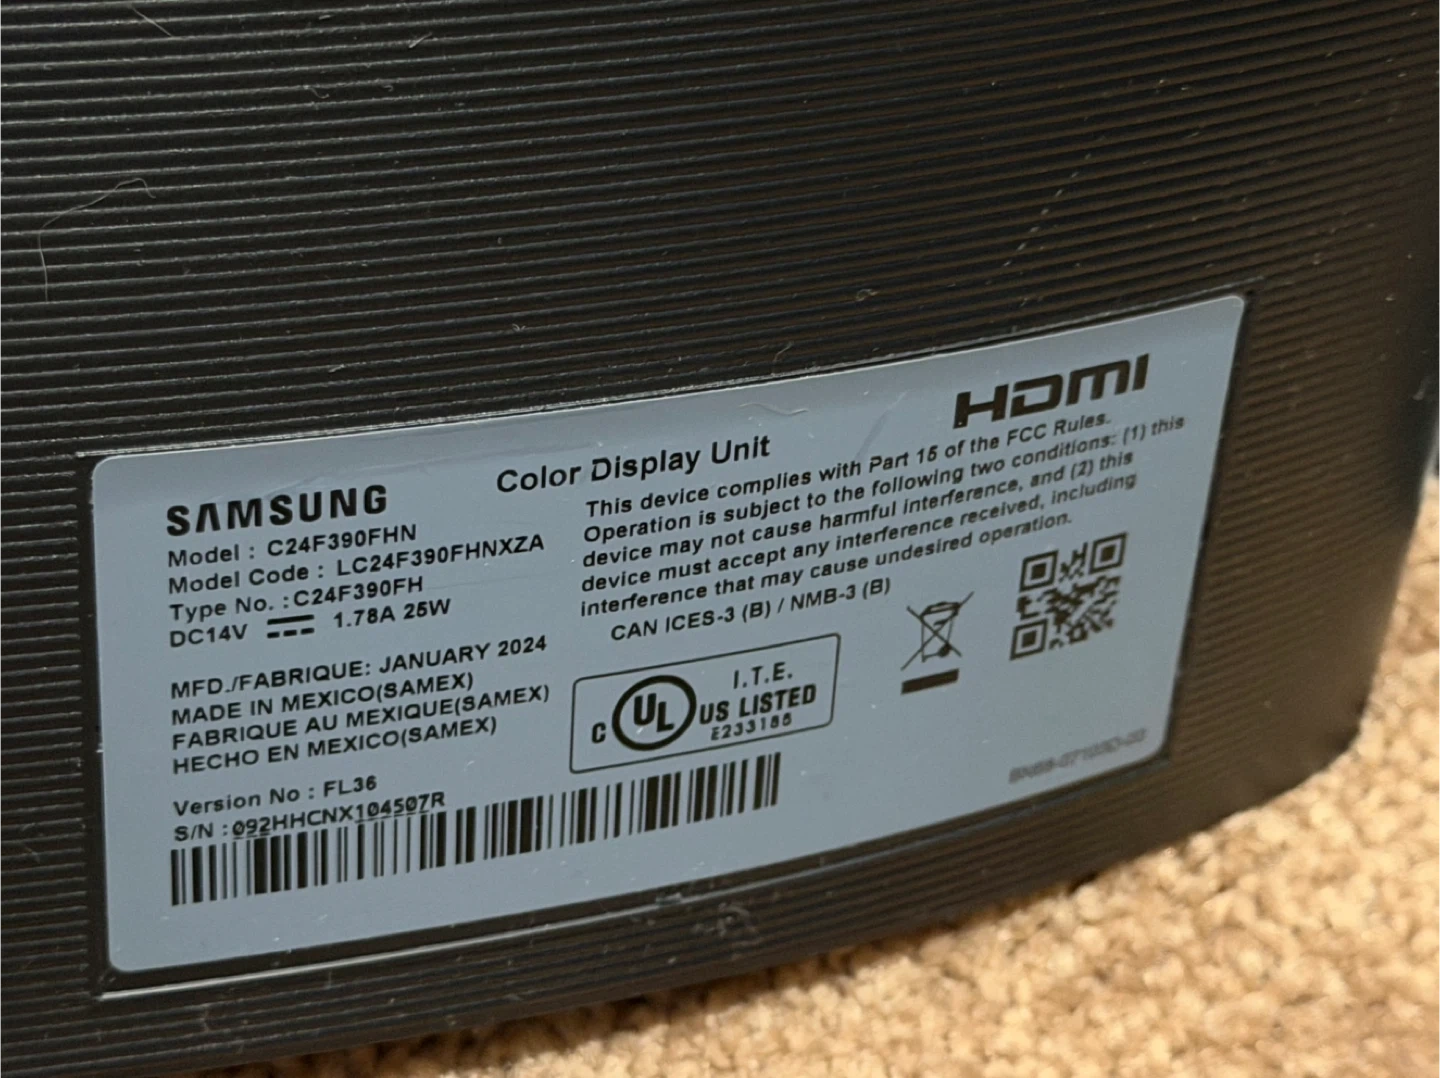 HDMI
Color Display Unit
SAMSUNG
Model : C24F390FHN
Model Code : LC24F390FHNXZA
Type No. :C24F390FH
DC14V 1.78A 25W
This device complies with Part 15 of the FCC Rules.
Operation is subject to the following two conditions: (1) this
device may not cause harmful interference, and (2) this
device must accept any interference received, including
interference that may cause undesired operation.
CAN ICES-3 (B) / NMB-3 (B)
MFD./FABRIQUE: JANUARY 2024
MADE IN MEXICO(SAMEX)
FABRIQUE AU MEXIQUE(SAMEX)
HECHO EN MEXICO(SAMEX)
C UL US LISTED
I.T.E.
E233185
Version No : FL36
S/N :092HHCNX104507R